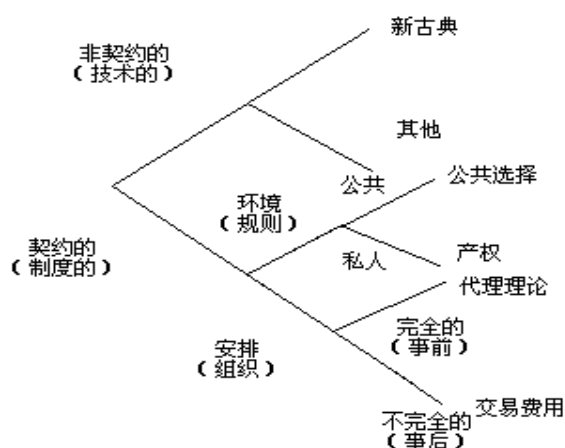 新古典
非契约的
（技术的）
其他
公共
公共选择
环境
（规则）
契约的
（制度的）
私人
产权
代理理论
完全的
（事前）
安排
（组织）
交易费用
不完全的
（事后）